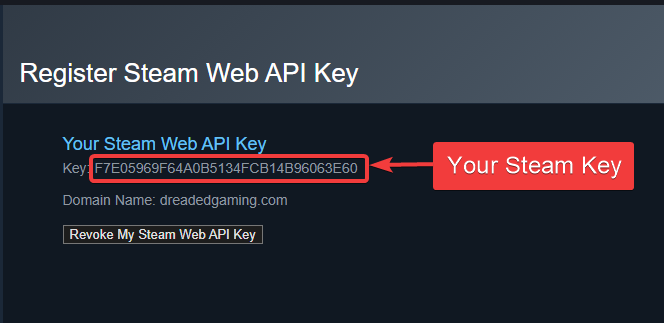 Register Steam Web API Key
Your Steam Web API Key
Key: F7E05969F64A0B5134FCB14B96063E60
Your Steam Key
Domain Name: dreadedgaming.com
Revoke My Steam Web API Key